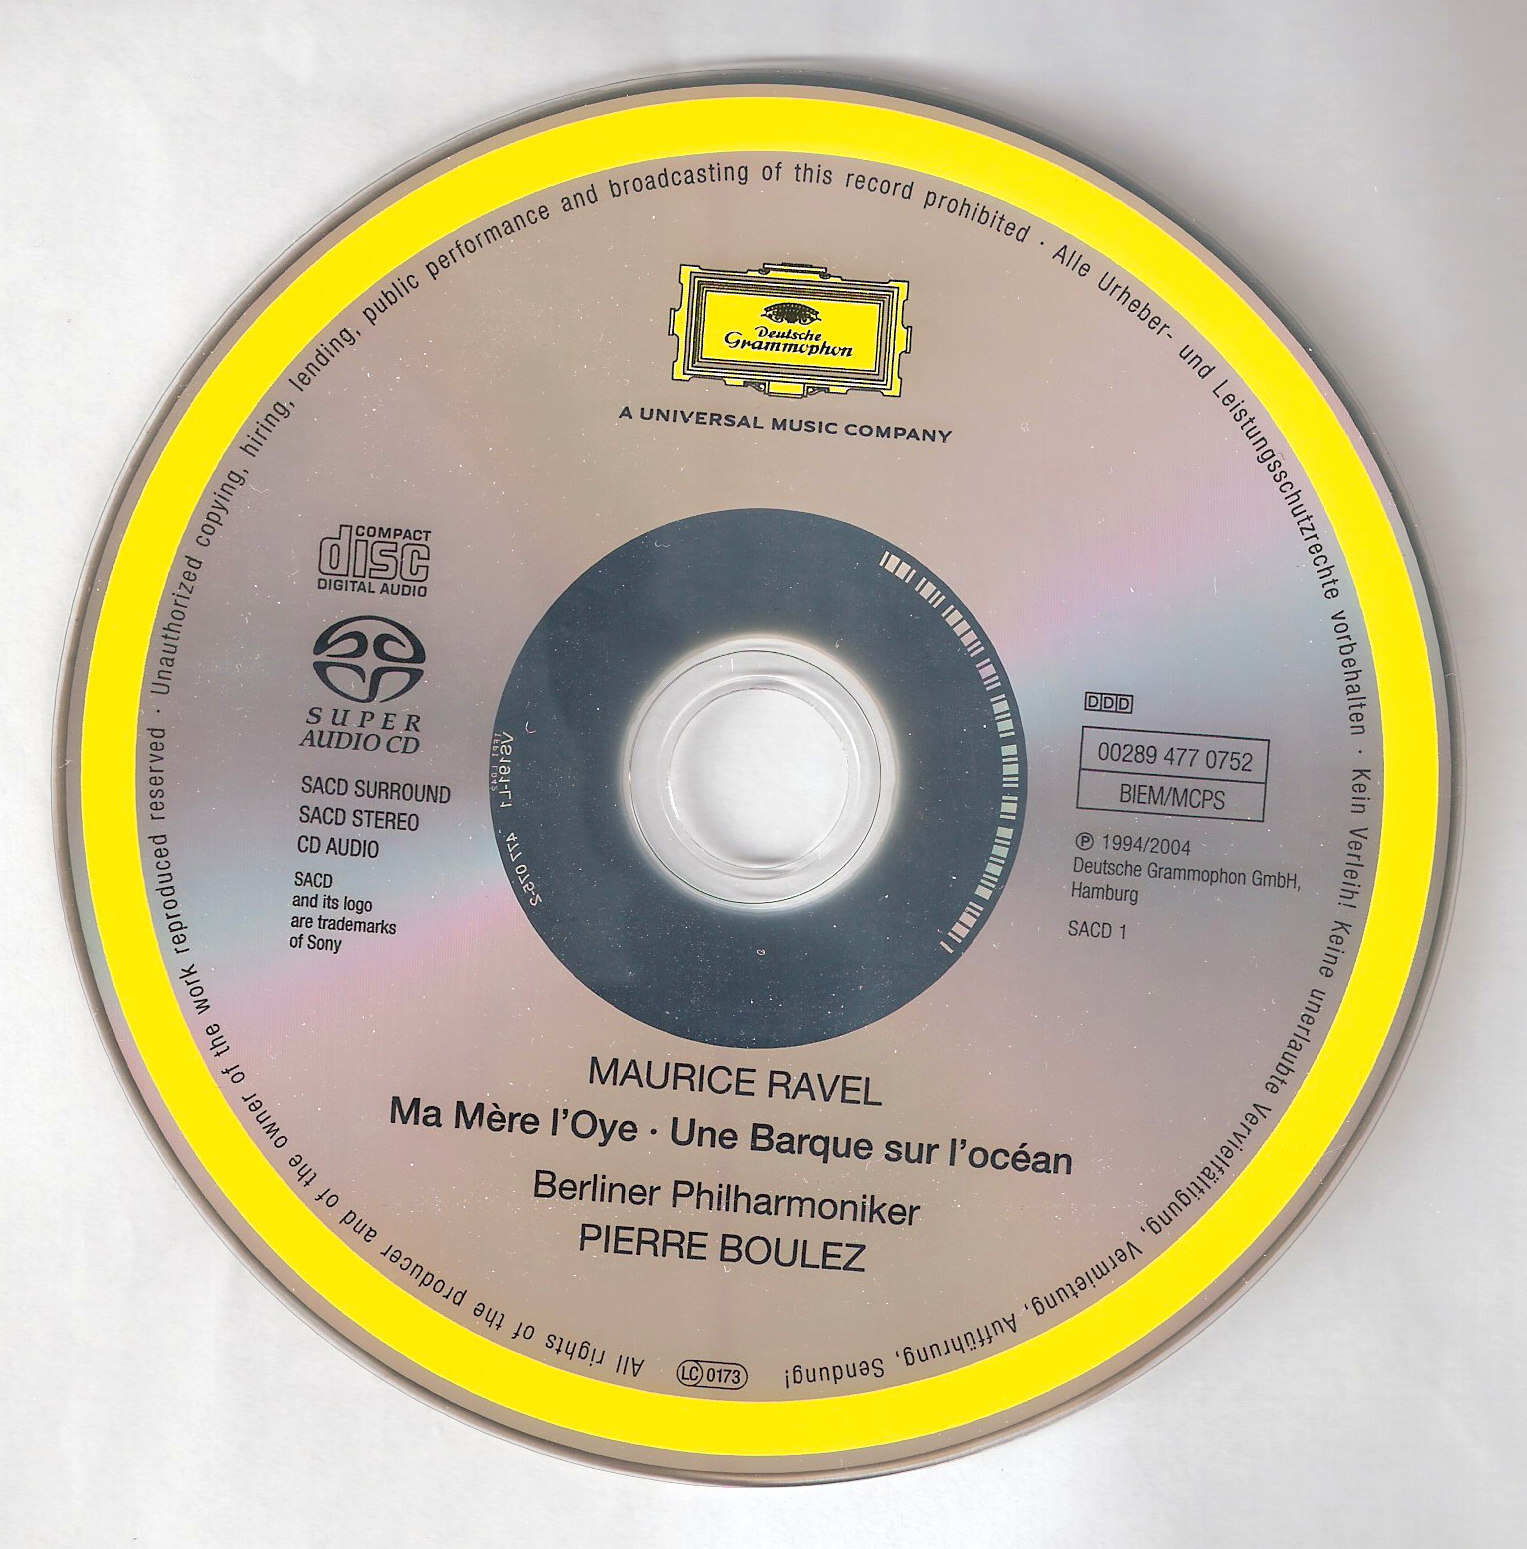 All rights of the producer and of the owner of the work reproduced reserved · Unauthorized copying, hiring, lending, public performance and broadcasting of this record prohibited · Alle Urheber- und Leistungsschutzrechte vorbehalten · Kein Verleih! Keine unerlaubte Vervielfältigung, Vermietung, Aufführung, Sendung!
Deutsche
Grammophon
A UNIVERSAL MUSIC COMPANY
COMPACT
disc
DIGITAL AUDIO
SUPER
AUDIO CD
SACD SURROUND
SACD STEREO
CD AUDIO
SACD
and its logo
are trademarks
of Sony
DDD
00289 477 0752
BIEM/MCPS
℗ 1994/2004
Deutsche Grammophon GmbH,
Hamburg
SACD 1
MAURICE RAVEL
Ma Mère l'Oye · Une Barque sur l'océan
Berliner Philharmoniker
PIERRE BOULEZ
LC 0173